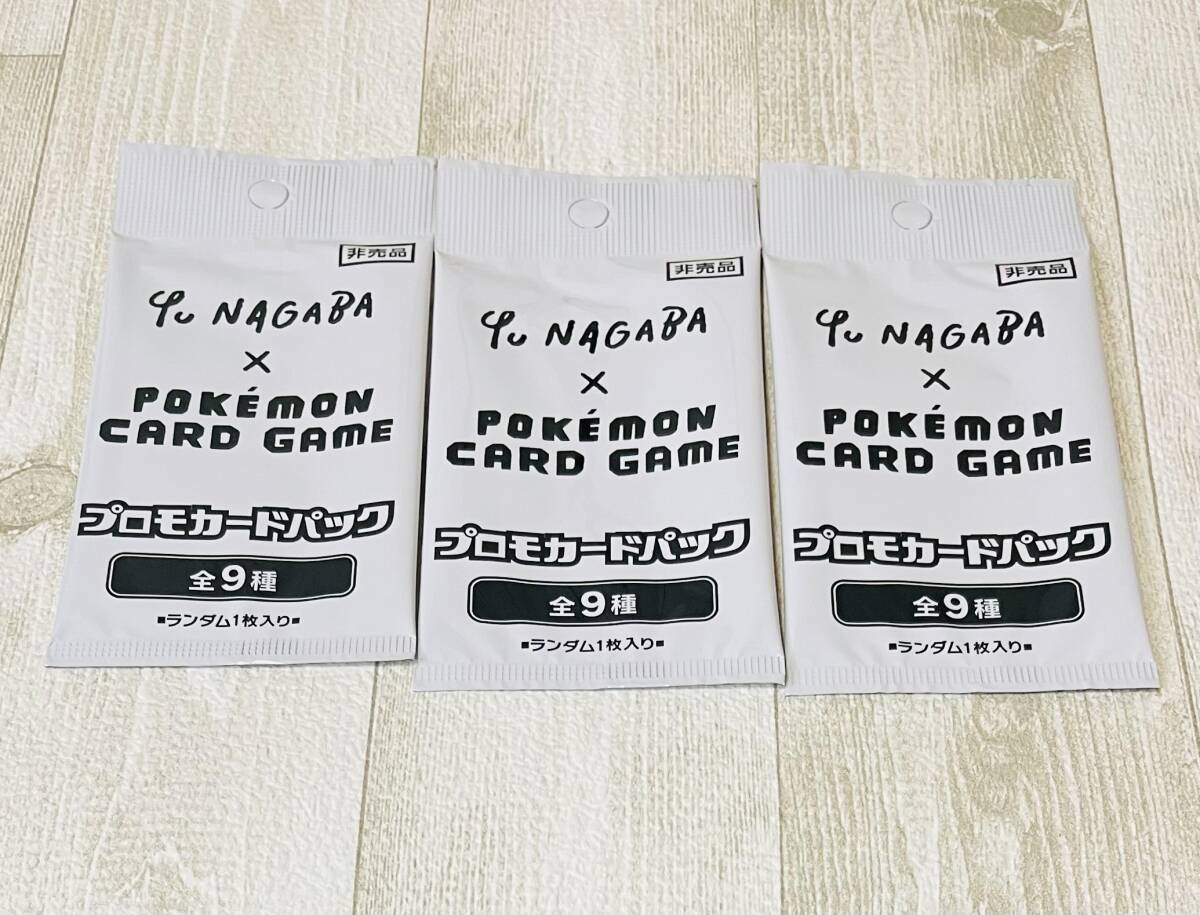 非売品
Yu NAGABA
×
POKÉMON
CARD GAME
プロモカードパック
全9種
■ランダム1枚入り■
非売品
Yu NAGABA
×
POKÉMON
CARD GAME
プロモカードパック
全9種
■ランダム1枚入り■
非売品
Yu NAGABA
×
POKÉMON
CARD GAME
プロモカードパック
全9種
■ランダム1枚入り■